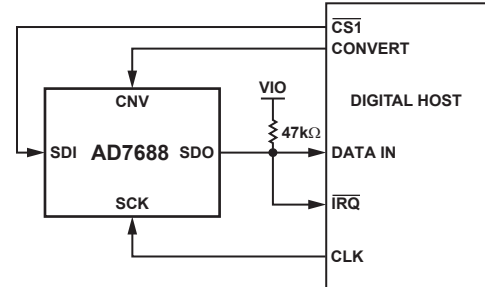 CS1
CONVERT
CNV
VIO
DIGITAL HOST
47kΩ
SDI AD7688 SDO
DATA IN
SCK
IRQ
CLK